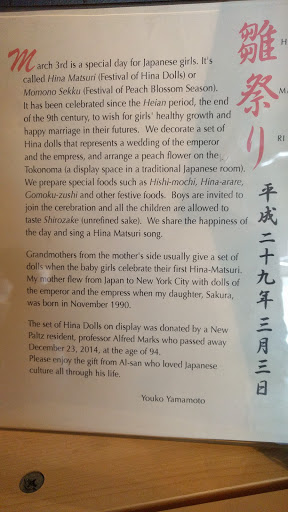 March 3rd is a special day for Japanese girls. It's
called Hina Matsuri (Festival of Hina Dolls) or
Momono Sekku (Festival of Peach Blossom Season).
It has been celebrated since the Heian period, the end
of the 9th century, to wish for girls' healthy growth and
happy marriage in their futures. We decorate a set of
Hina dolls that represents a wedding of the emperor
and the empress, and arrange a peach flower on the
Tokonoma (a display space in a traditional Japanese room).
We prepare special foods such as Hishi-mochi, Hina-arare,
Gomoku-zushi and other festive foods. Boys are invited to
join the cerebration and all the children are allowed to
taste Shirozake (unrefined sake). We share the happiness of
the day and sing a Hina Matsuri song.
Grandmothers from the mother's side usually give a set of
dolls when the baby girls celebrate their first Hina-Matsuri.
My mother flew from Japan to New York City with dolls of
the emperor and the empress when my daughter, Sakura,
was born in November 1990.
The set of Hina Dolls on display was donated by a New
Paltz resident, professor Alfred Marks who passed away
December 23, 2014, at the age of 94.
Please enjoy the gift from Al-san who loved Japanese
culture all through his life.
Youko Yamamoto
雛祭り
H
MA
RI
平成二十九年三月三日